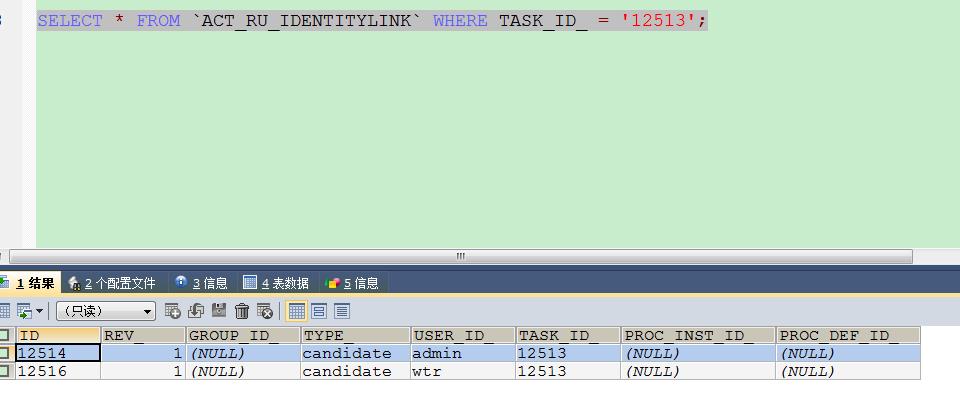 SELECT * FROM `ACT_RU_IDENTITYLINK` WHERE TASK_ID_ = '12513';
1 结果 2 个配置文件 3 信息 4 表数据 5 信息
（只读）
ID REV_ GROUP_ID_ TYPE_ USER_ID_ TASK_ID_ PROC_INST_ID_ PROC_DEF_ID_
12514 1 (NULL) candidate admin 12513 (NULL) (NULL)
12516 1 (NULL) candidate wtr 12513 (NULL) (NULL)